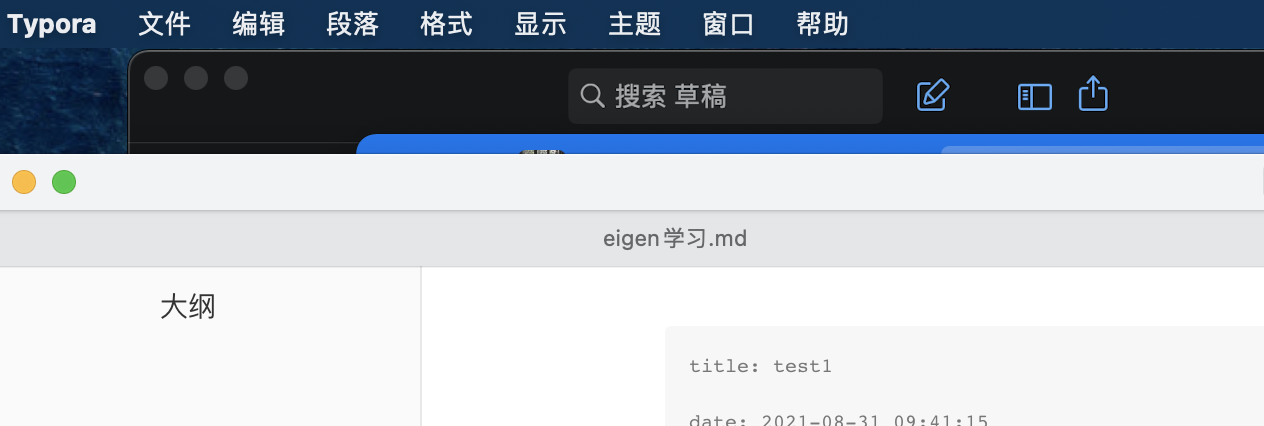 Typora 文件 编辑 段落 格式 显示 主题 窗口 帮助
搜索 草稿
eigen学习.md
大纲
title: test1
date: 2021-08-31 09:41:15